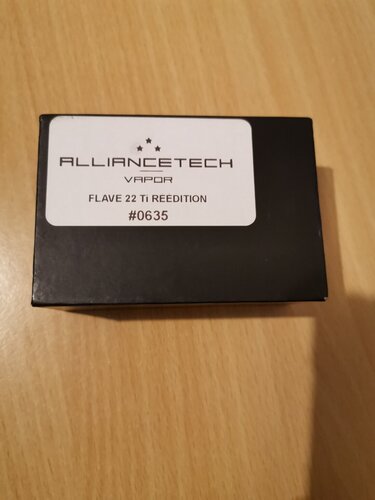 ALLIANCETECH
VAPOR
FLAVE 22 Ti REEDITION
#0635